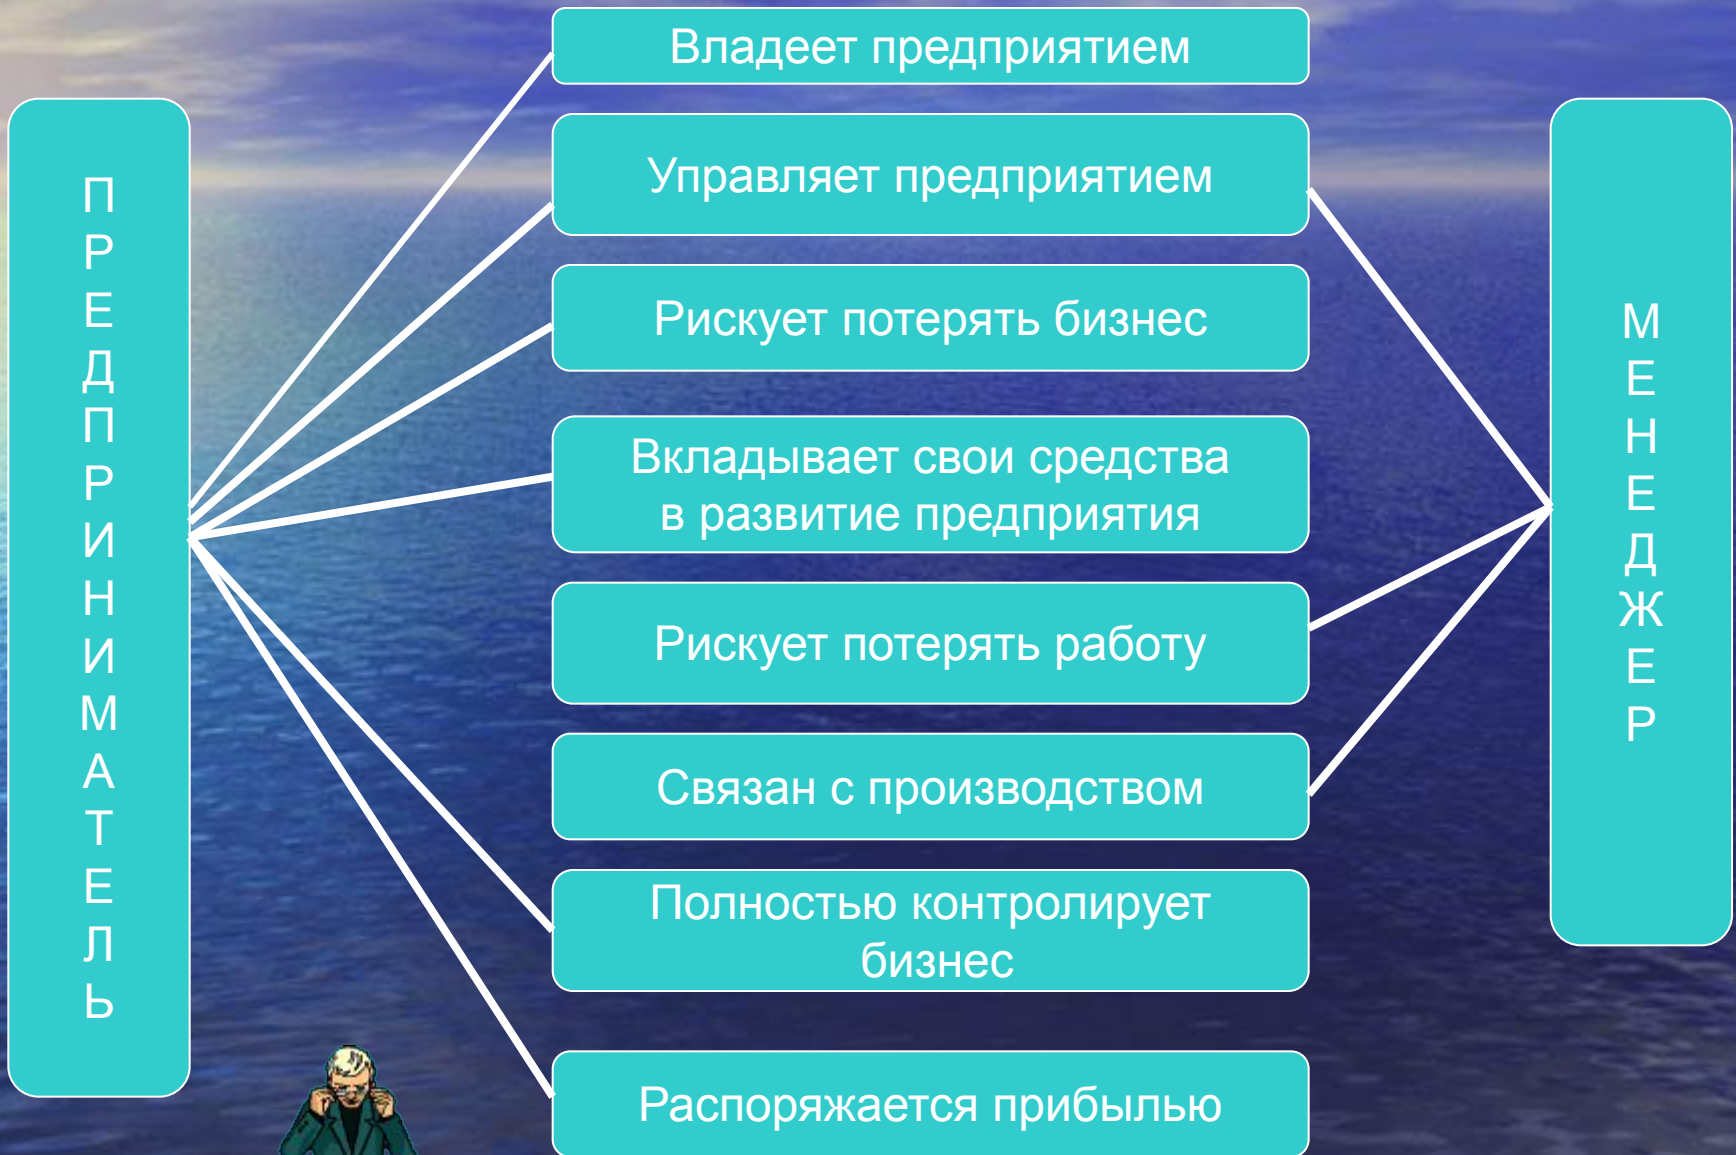 ПРЕДПРИНИМАТЕЛЬ
Владеет предприятием
Управляет предприятием
Рискует потерять бизнес
Вкладывает свои средства
в развитие предприятия
Рискует потерять работу
Связан с производством
Полностью контролирует
бизнес
Распоряжается прибылью
МЕНЕДЖЕР